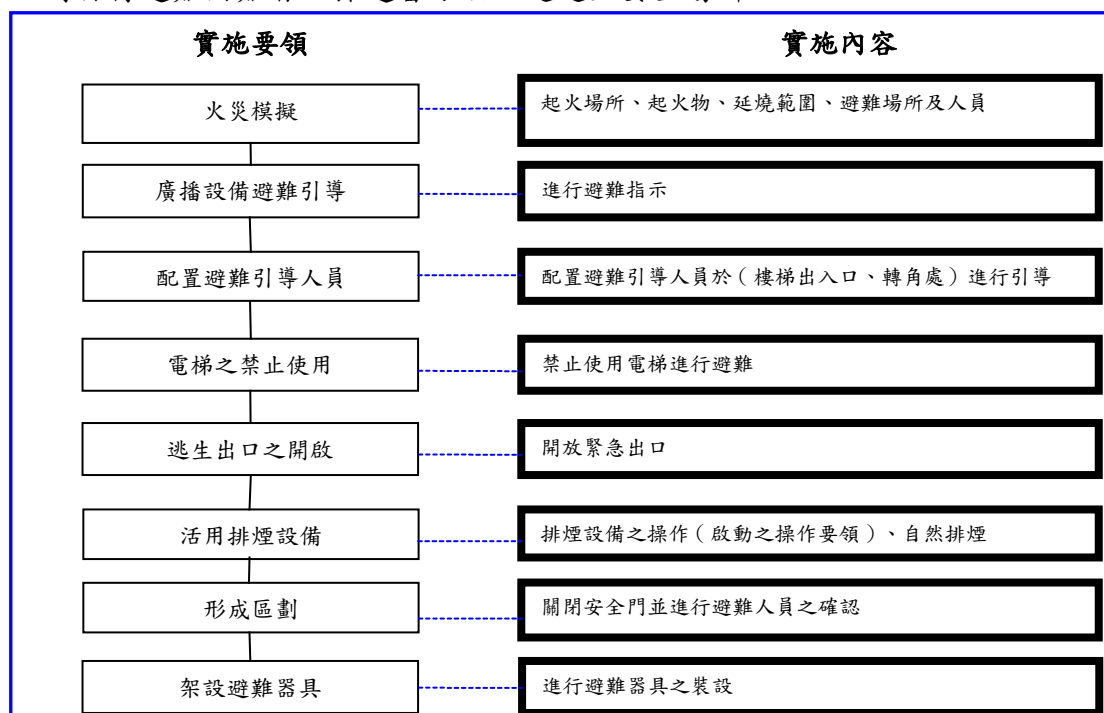 實施要領 實施內容
火災模擬 起火場所、起火物、延燒範圍、避難場所及人員
廣播設備避難引導 進行避難指示
配置避難引導人員 配置避難引導人員於（樓梯出入口、轉角處）進行引導
電梯之禁止使用 禁止使用電梯進行避難
逃生出口之開啟 開放緊急出口
活用排煙設備 排煙設備之操作（啟動之操作要領）、自然排煙
形成區劃 關閉安全門並進行避難人員之確認
架設避難器具 進行避難器具之裝設